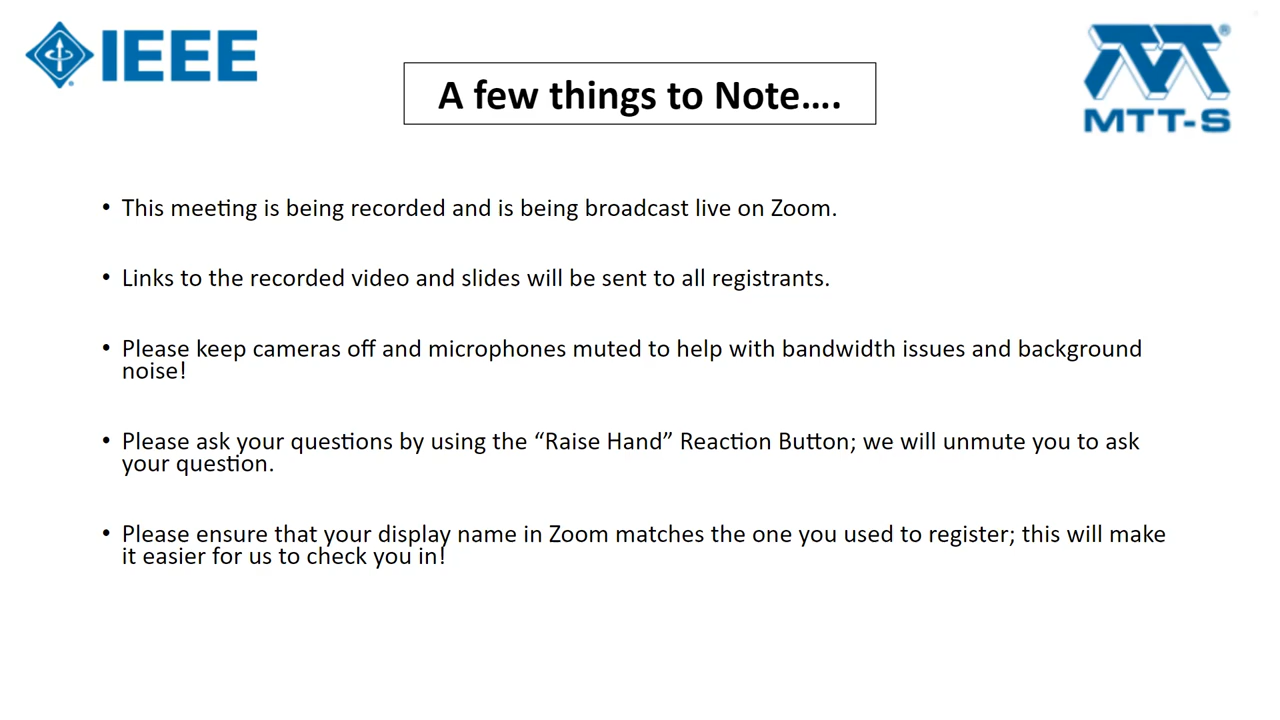 IEEE
MTT-S
A few things to Note….
• This meeting is being recorded and is being broadcast live on Zoom.
• Links to the recorded video and slides will be sent to all registrants.
• Please keep cameras off and microphones muted to help with bandwidth issues and background
noise!
• Please ask your questions by using the “Raise Hand” Reaction Button; we will unmute you to ask
your question.
• Please ensure that your display name in Zoom matches the one you used to register; this will make
it easier for us to check you in!